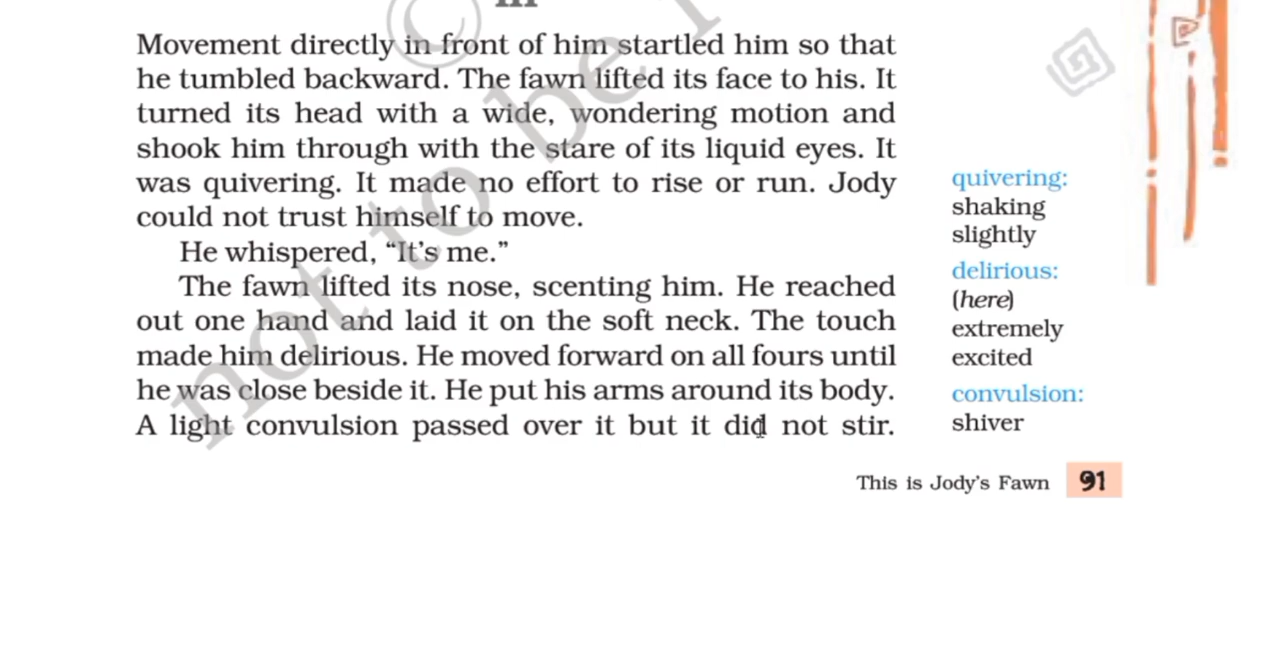 III
Movement directly in front of him startled him so that
he tumbled backward. The fawn lifted its face to his. It
turned its head with a wide, wondering motion and
shook him through with the stare of its liquid eyes. It
was quivering. It made no effort to rise or run. Jody
could not trust himself to move.
He whispered, “It’s me.”
The fawn lifted its nose, scenting him. He reached
out one hand and laid it on the soft neck. The touch
made him delirious. He moved forward on all fours until
he was close beside it. He put his arms around its body.
A light convulsion passed over it but it did not stir.
quivering:
shaking
slightly
delirious:
(here)
extremely
excited
convulsion:
shiver
This is Jody’s Fawn 91
© not to be